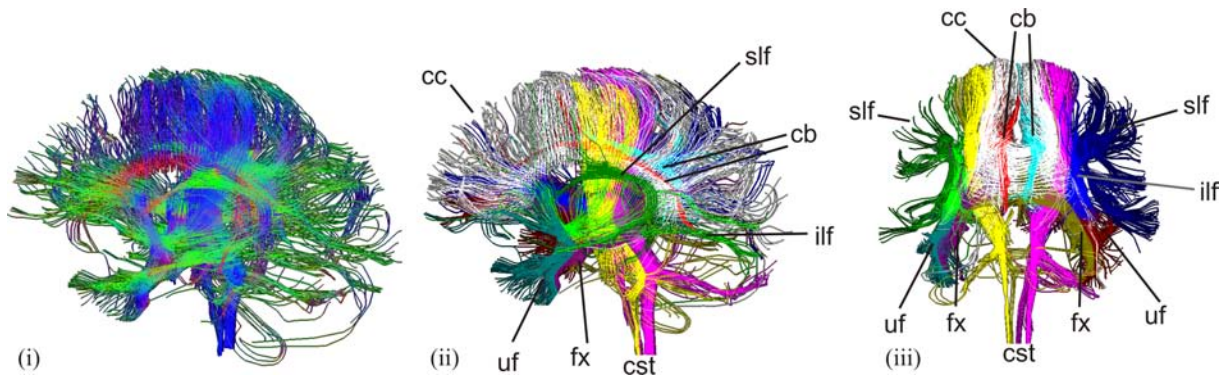 cc
slf
cb
ilf
uf
fx
cst
(i)
(ii)
cc
cb
slf
slf
ilf
uf
fx
fx
uf
cst
(iii)